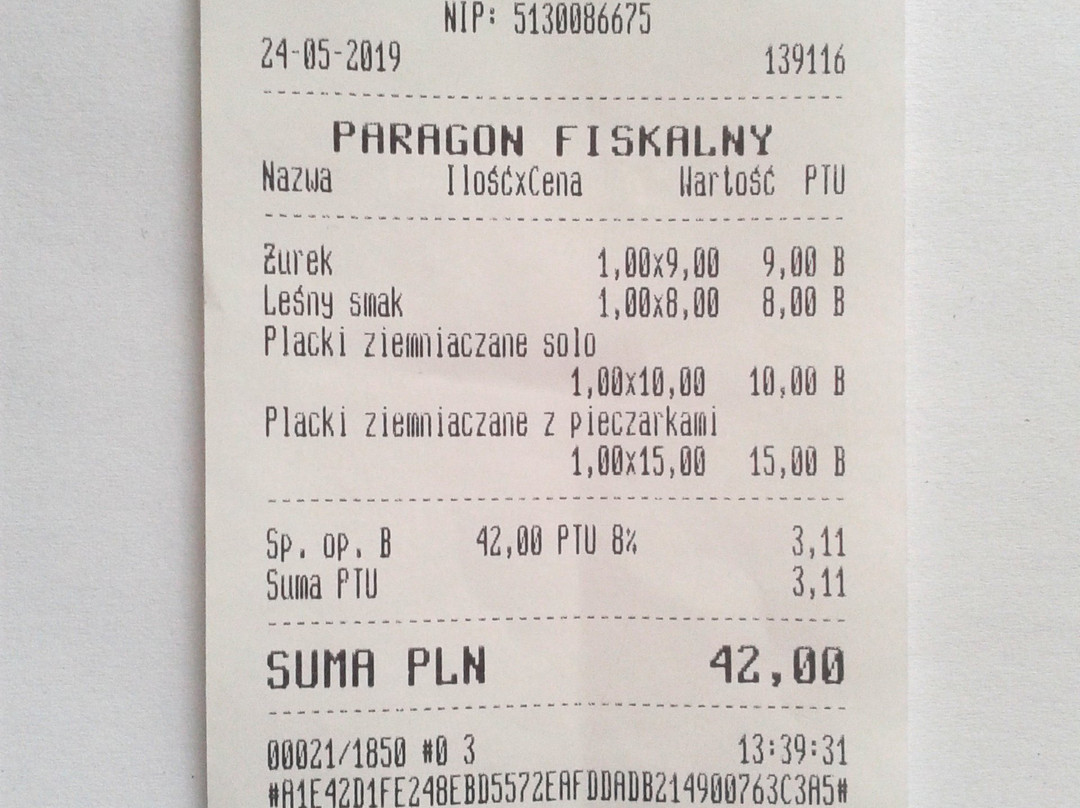 NIP: 5130086675
24-05-2019 139116
PARAGON FISKALNY
Nazwa IlośćxCena Wartość PTU
Żurek 1,00x9,00 9,00 B
Leśny smak 1,00x8,00 8,00 B
Placki ziemniaczane solo
1,00x10,00 10,00 B
Placki ziemniaczane z pieczarkami
1,00x15,00 15,00 B
Sp. op. B 42,00 PTU 8% 3,11
Suma PTU 3,11
SUMA PLN 42,00
00021/1850 #0 3 13:39:31
#A1E42D1FE248EBD5572EAFDDADB214900763C3A5#